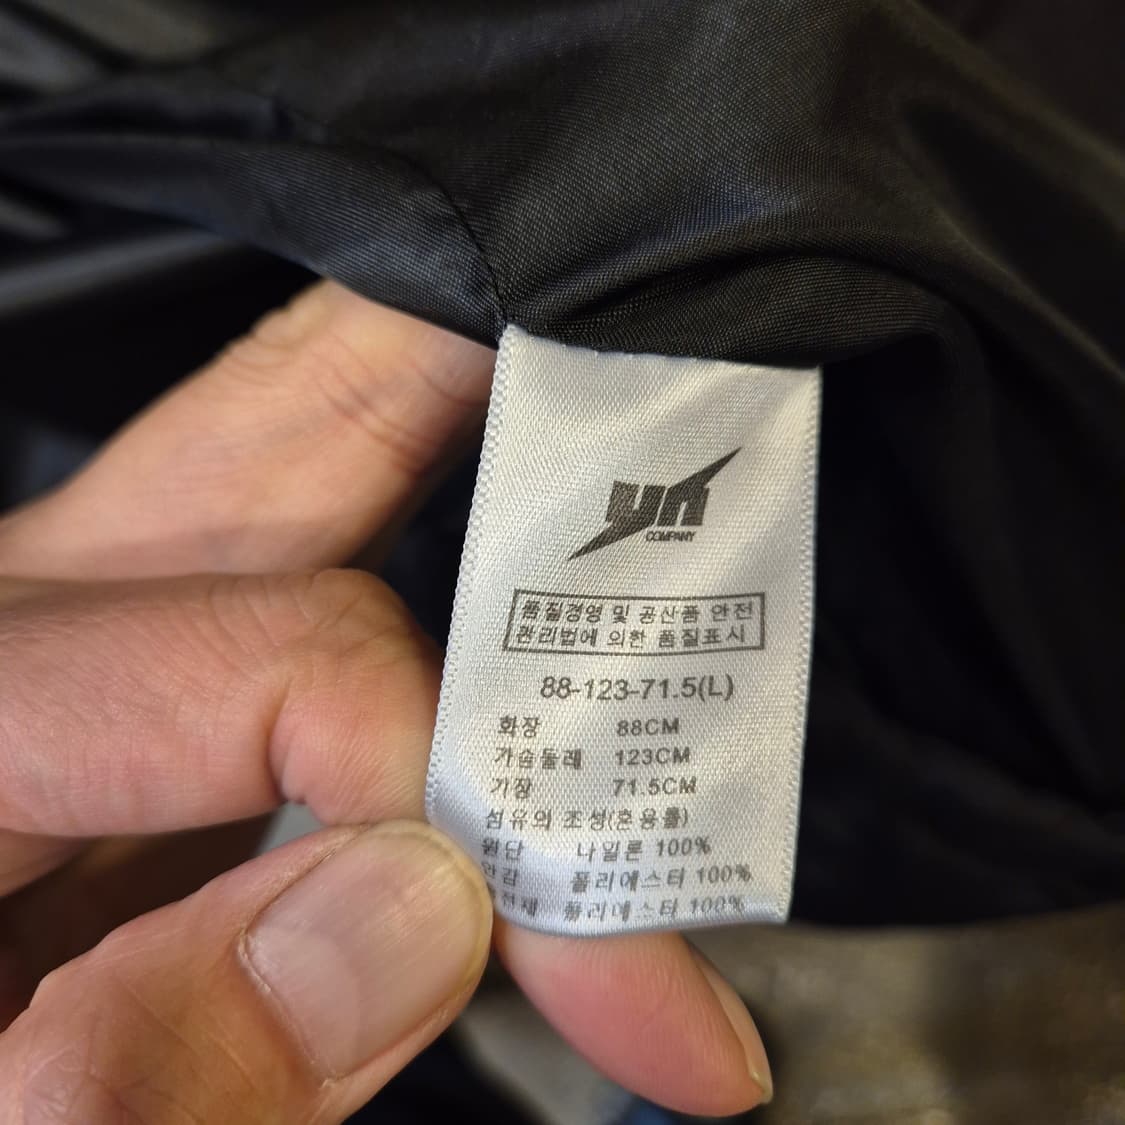 yn
COMPANY
품질경영 및 공산품 안전
관리법에 의한 품질표시
88-123-71.5(L)
화장 88CM
가슴둘레 123CM
기장 71.5CM
섬유의 조성(혼용률)
원단 나일론 100%
안감 폴리에스터 100%
폴리에스터 100%